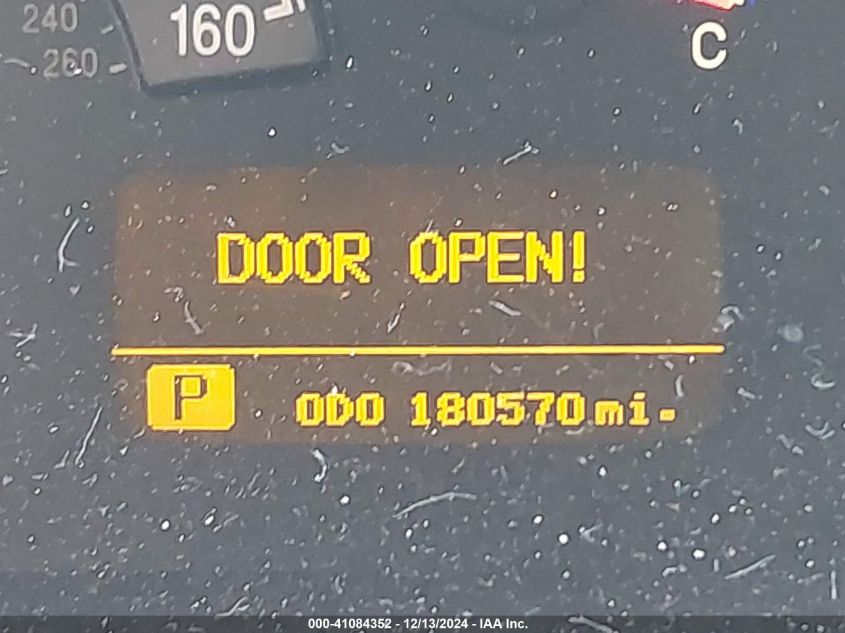 240
160
260
C
DOOR OPEN!
P ODO 180570 mi.
000-41084352 - 12/13/2024 - IAA Inc.